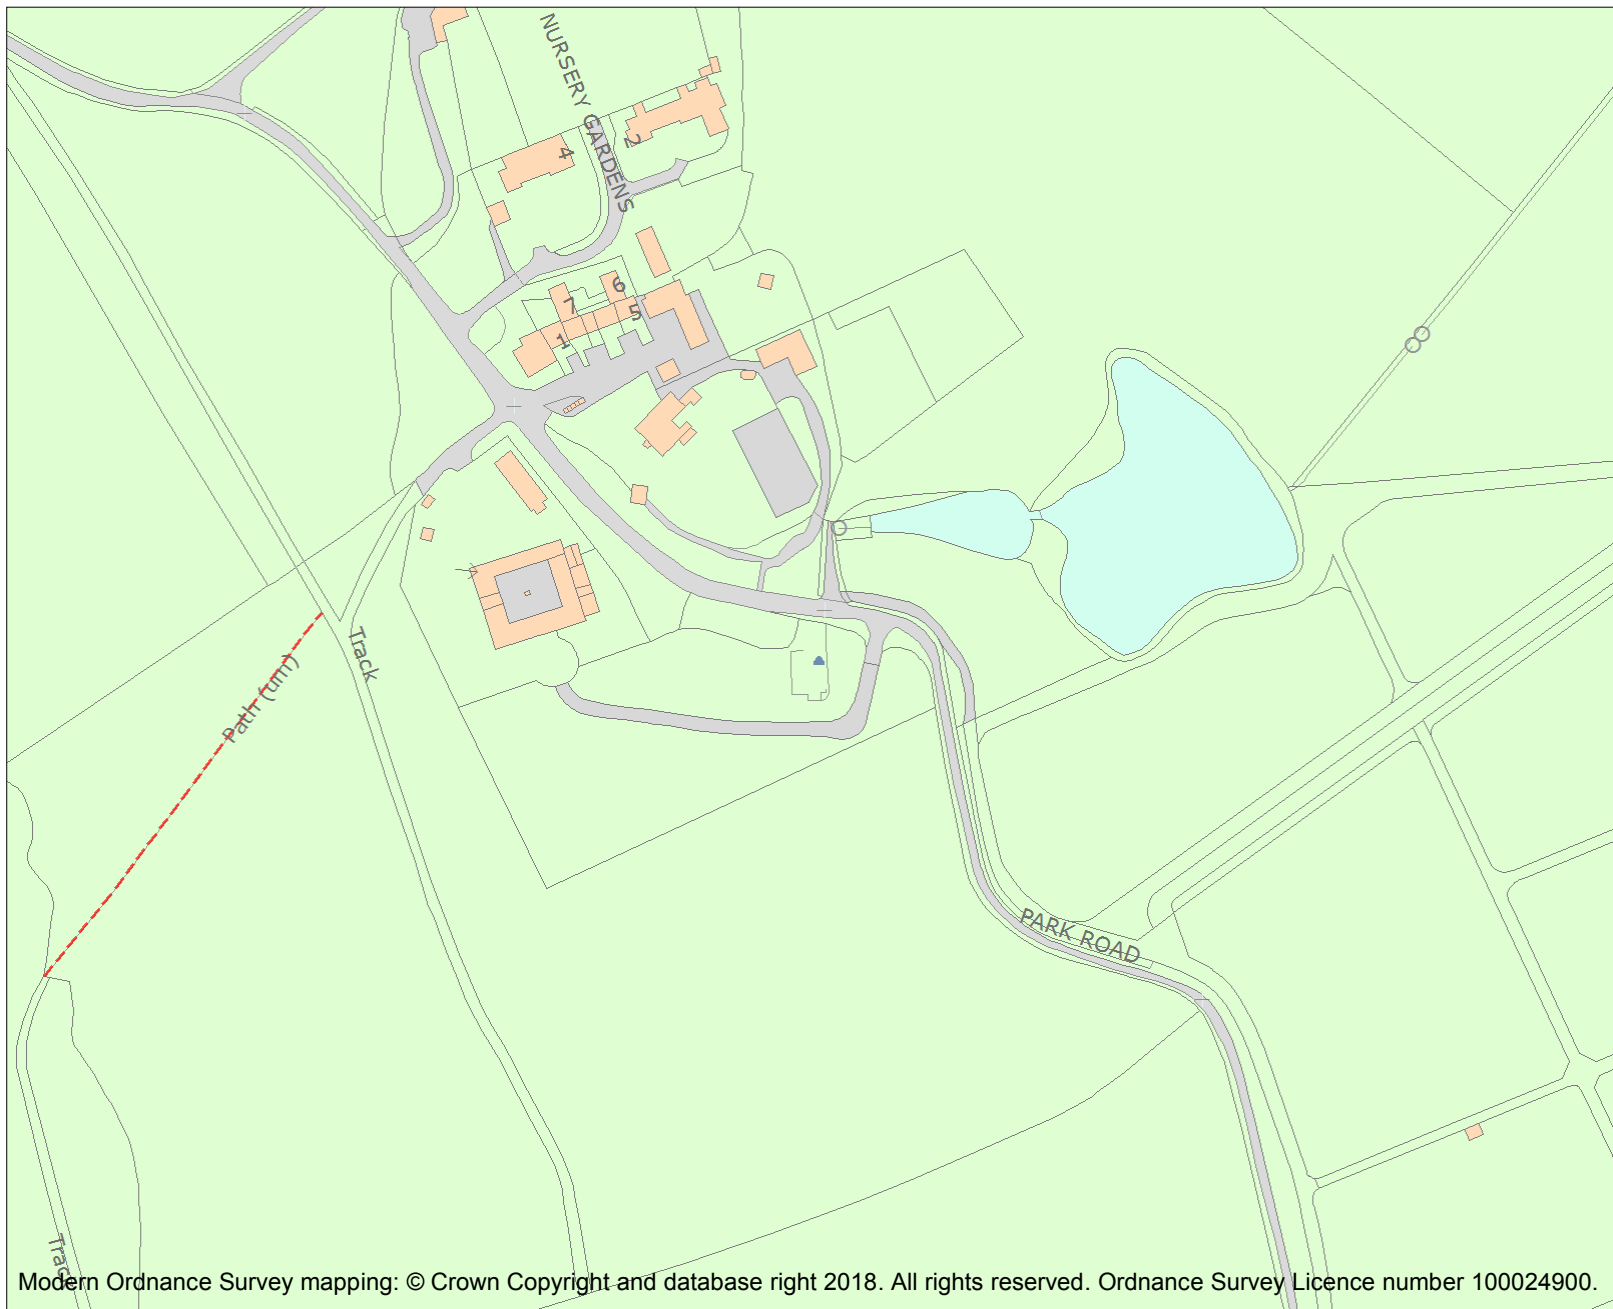 NURSERY GARDENS
2
4
6
7
5
1
Track
Path (um)
PARK ROAD
Track
Modern Ordnance Survey mapping: © Crown Copyright and database right 2018. All rights reserved. Ordnance Survey Licence number 100024900.